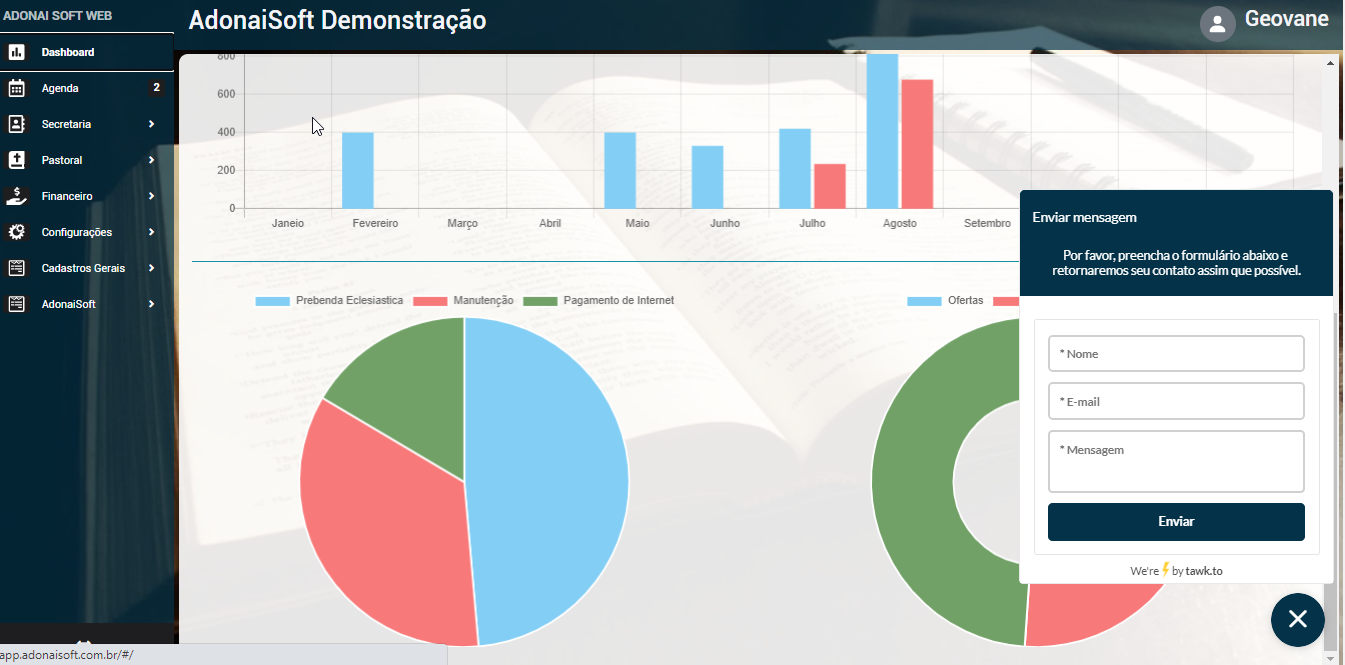 ADONAI SOFT WEB
AdonaiSoft Demonstração
Geovane
Dashboard
Agenda
2
Secretaria
Pastoral
Financeiro
Configurações
Cadastros Gerais
AdonaiSoft
800
600
400
200
0
Janeio
Fevereiro
Março
Abril
Maio
Junho
Julho
Agosto
Setembro
Prebenda Eclesiastica
Manutenção
Pagamento de Internet
Ofertas
Enviar mensagem
Por favor, preencha o formulário abaixo e
retornaremos seu contato assim que possível.
* Nome
* E-mail
* Mensagem
Enviar
We're by tawk.to
app.adonaisoft.com.br/#/